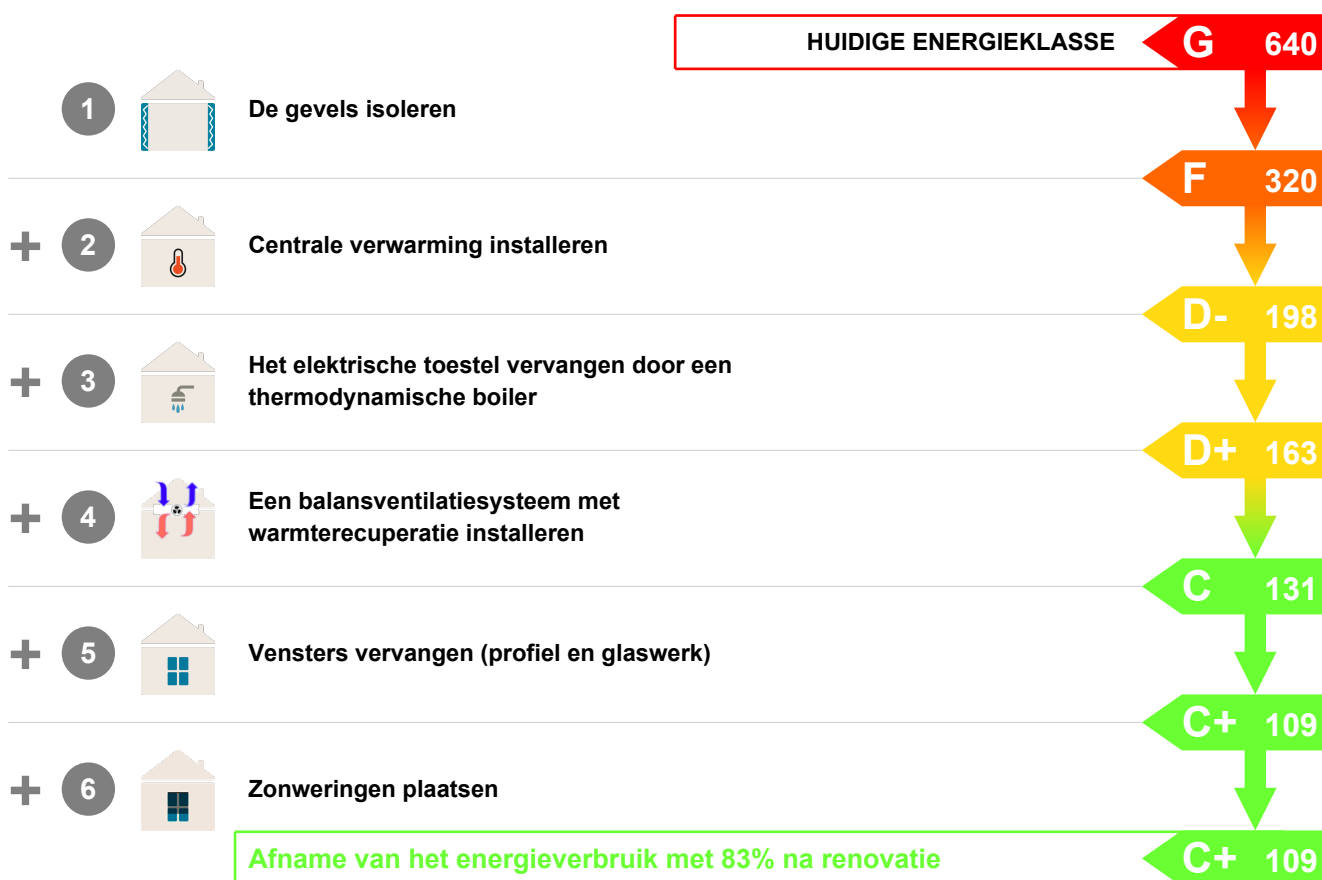 HUIDIGE ENERGIEKLASSE G 640
1 De gevels isoleren
F 320
+ 2 Centrale verwarming installeren
D- 198
+ 3 Het elektrische toestel vervangen door een
thermodynamische boiler
D+ 163
+ 4 Een balansventilatiesysteem met
warmterecuperatie installeren
C 131
+ 5 Vensters vervangen (profiel en glaswerk)
C+ 109
+ 6 Zonweringen plaatsen
Afname van het energieverbruik met 83% na renovatie C+ 109